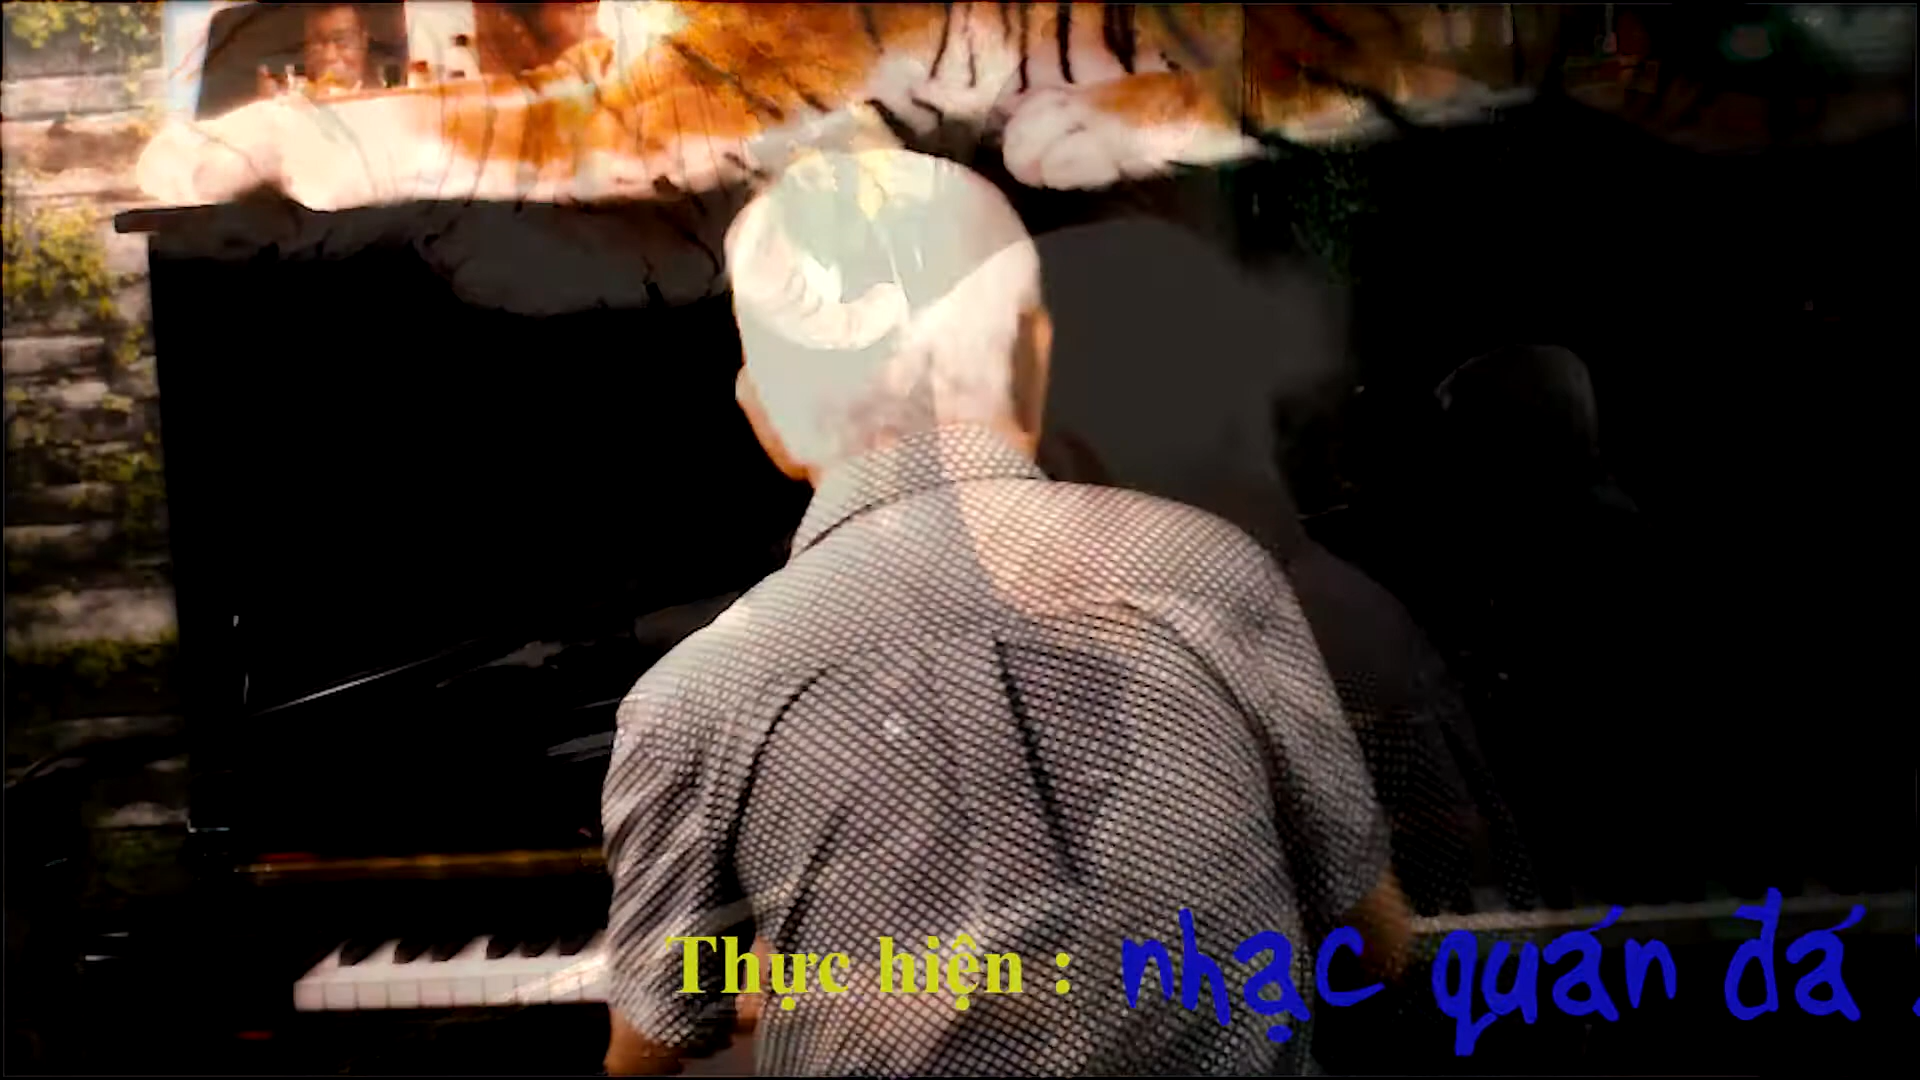 Thực hiện : nhạc quán đá